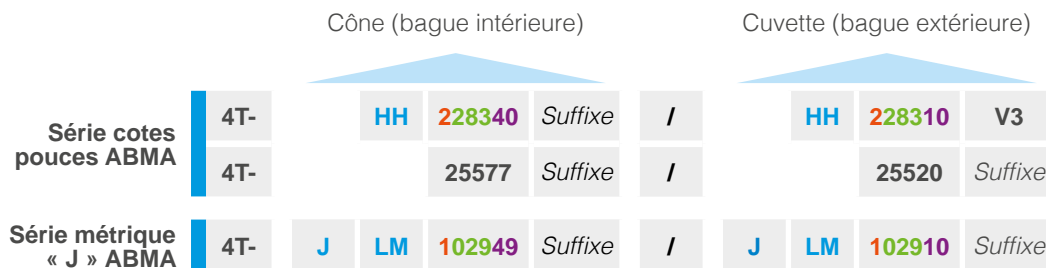 Cône (bague intérieure) Cuvette (bague extérieure)
Série cotes
pouces ABMA
4T- HH 228340 Suffixe / HH 228310 V3
4T- 25577 Suffixe / 25520 Suffixe
Série métrique
« J » ABMA
4T- J LM 102949 Suffixe / J LM 102910 Suffixe